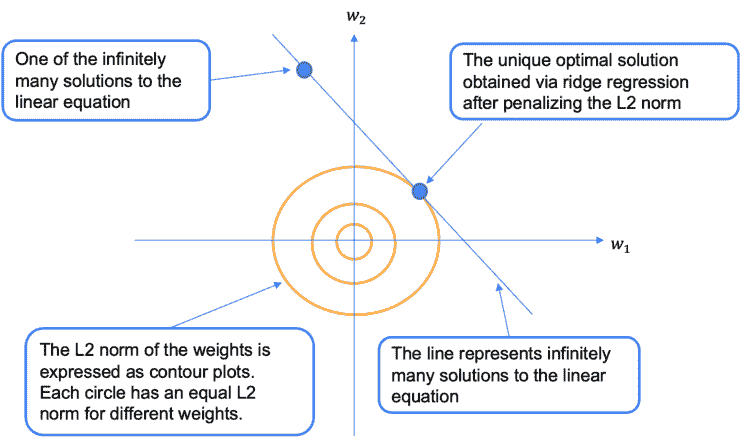 w₂
One of the infinitely
many solutions to the
linear equation
The unique optimal solution
obtained via ridge regression
after penalizing the L2 norm
w₁
The L2 norm of the weights is
expressed as contour plots.
Each circle has an equal L2
norm for different weights.
The line represents infinitely
many solutions to the linear
equation